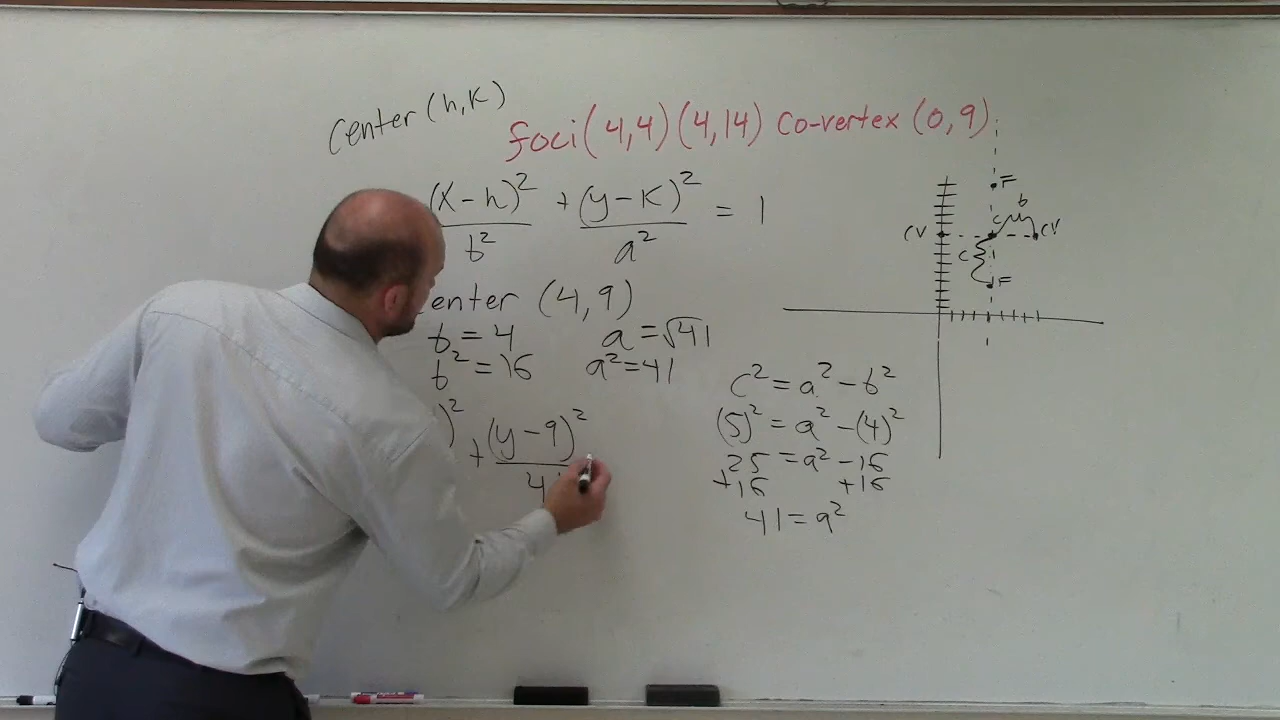 Center (h,k)
foci (4,4) (4,14) co-vertex (0,9)
(x-h)² + (y-k)² = 1
b² a²
enter (4,9)
b = 4 a = √41
b² = 16 a² = 41
)² + (y-9)²
4
F
b
CV C CV
C
F
c² = a² - b²
(5)² = a² - (4)²
25 = a² - 16
+16 +16
41 = a²